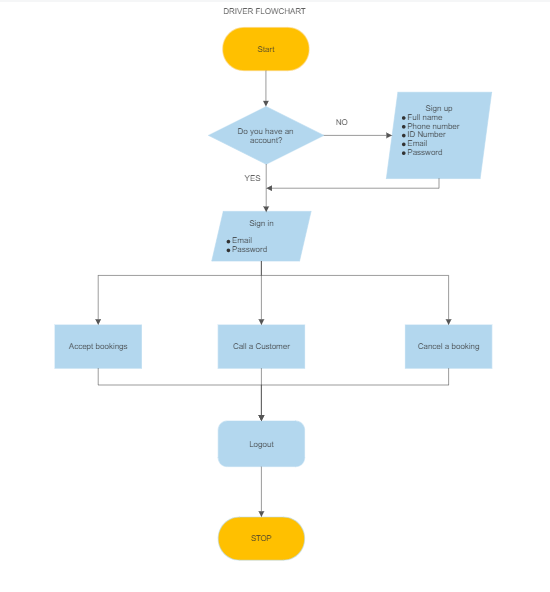 DRIVER FLOWCHART
Start
Do you have an
account?
NO
Sign up
● Full name
● Phone number
● ID Number
● Email
● Password
YES
Sign in
● Email
● Password
Accept bookings
Call a Customer
Cancel a booking
Logout
STOP